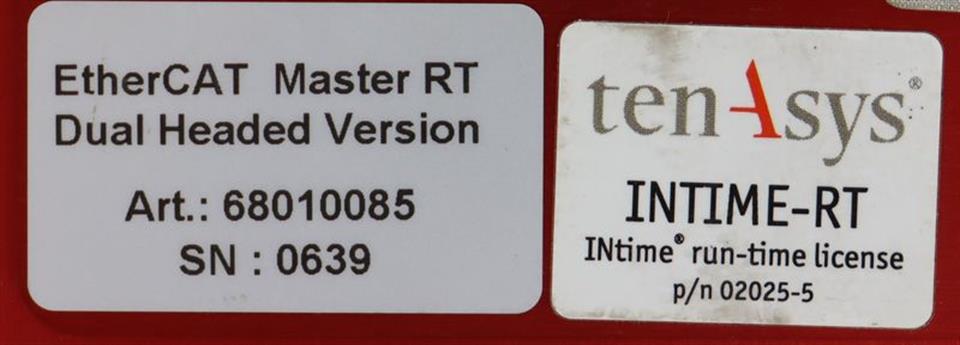 EtherCAT Master RT
Dual Headed Version
Art.: 68010085
SN : 0639
tenAsys®
INTIME-RT
INtime® run-time license
p/n 02025-5